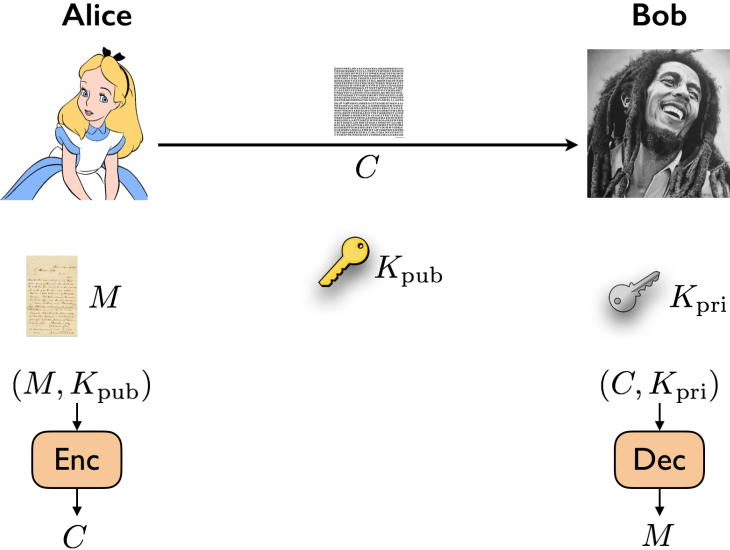 Alice Bob
C
K_pub
M K_pri
(M, K_pub) (C, K_pri)
Enc Dec
C M